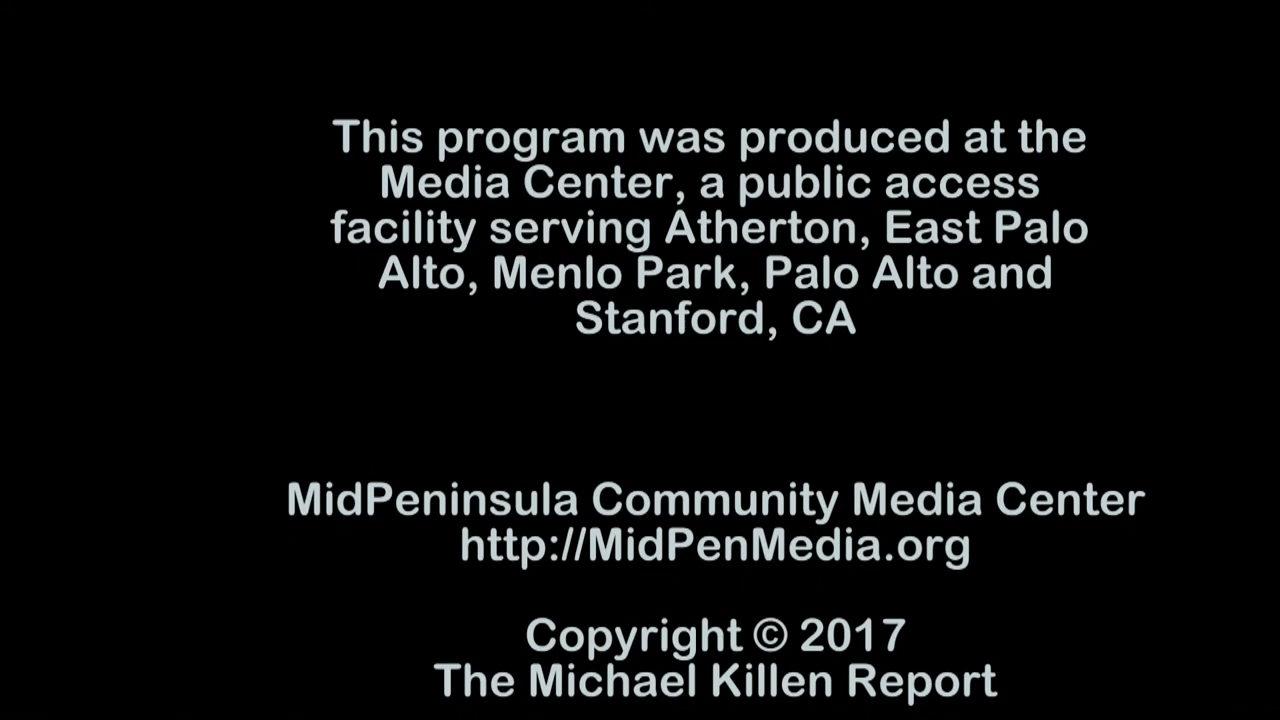 This program was produced at the
Media Center, a public access
facility serving Atherton, East Palo
Alto, Menlo Park, Palo Alto and
Stanford, CA
MidPeninsula Community Media Center
http://MidPenMedia.org
Copyright © 2017
The Michael Killen Report